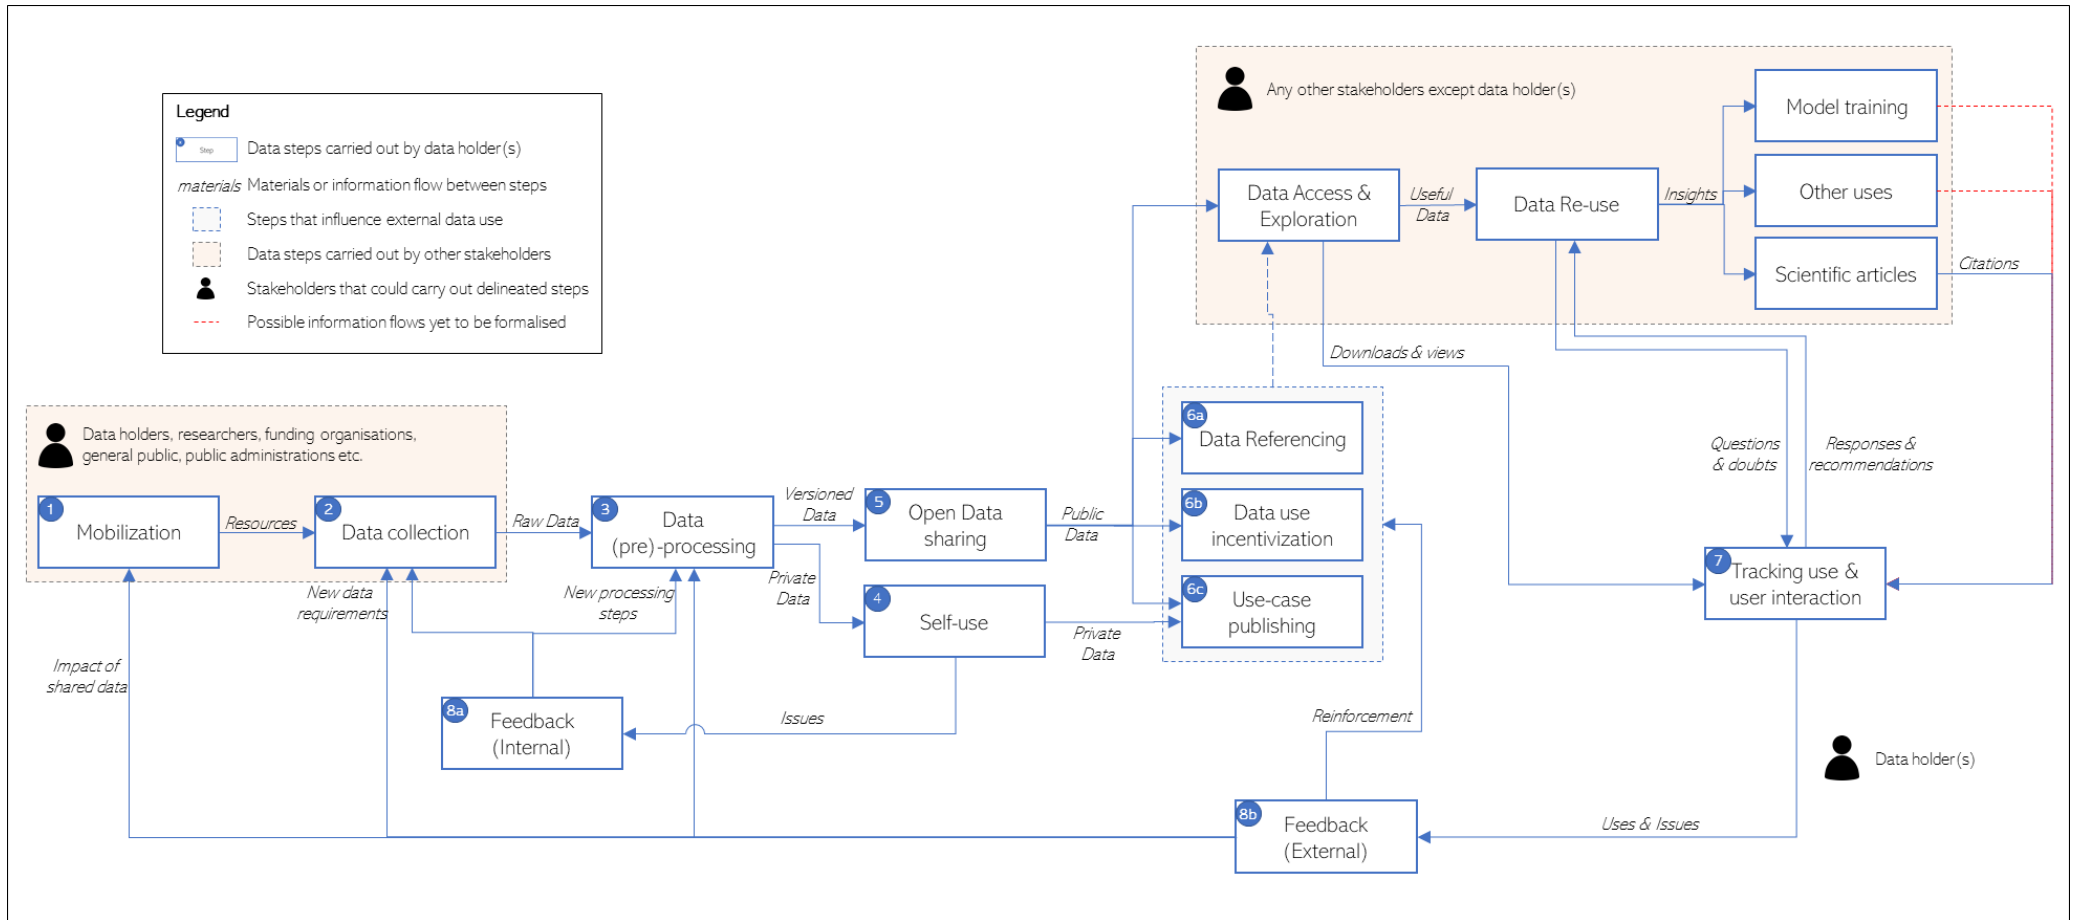 Legend
Step
Data steps carried out by data holder(s)
materials Materials or information flow between steps
Steps that influence external data use
Data steps carried out by other stakeholders
Stakeholders that could carry out delineated steps
Possible information flows yet to be formalised
Any other stakeholders except data holder(s)
Data Access &
Exploration
Useful
Data
Data Re-use
Insights
Model training
Other uses
Scientific articles
Citations
Downloads & views
Questions
& doubts
Responses &
recommendations
Data holders, researchers, funding organisations,
general public, public administrations etc.
1
Mobilization
Resources
2
Data collection
Raw Data
3
Data
(pre)-processing
Versioned
Data
Private
Data
5
Open Data
sharing
Public
Data
4
Self-use
Private
Data
6a
Data Referencing
6b
Data use
incentivization
6c
Use-case
publishing
7
Tracking use &
user interaction
New data
requirements
New processing
steps
Impact of
shared data
8a
Feedback
(Internal)
Issues
Reinforcement
8b
Feedback
(External)
Uses & Issues
Data holder(s)